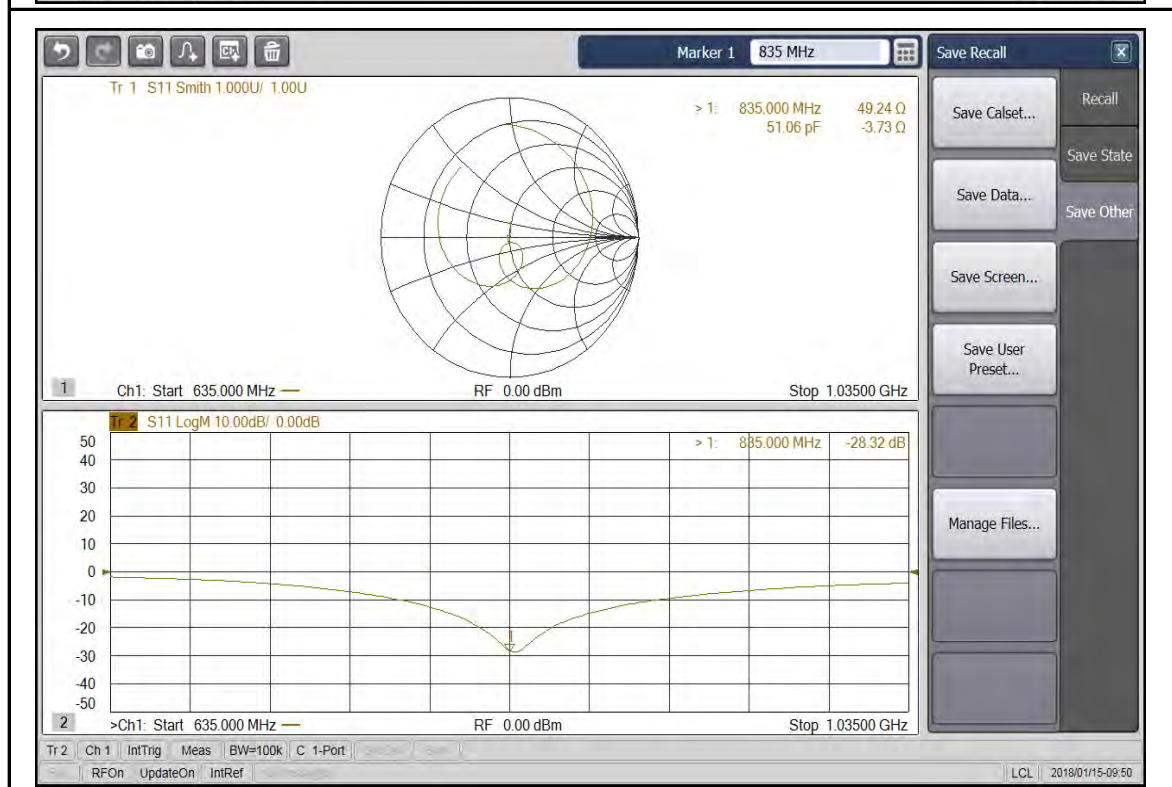 Marker 1 835 MHz
Save Recall
Tr 1 S11 Smith 1.000U/ 1.00U
> 1: 835.000 MHz 49.24 Ω
51.06 pF -3.73 Ω
1
Ch1: Start 635.000 MHz
RF 0.00 dBm
Stop 1.03500 GHz
Tr 2 S11 LogM 10.00dB/ 0.00dB
> 1: 835.000 MHz -28.32 dB
50
40
30
20
10
0
-10
-20
-30
-40
-50
1
2
>Ch1: Start 635.000 MHz
RF 0.00 dBm
Stop 1.03500 GHz
Save Calset...
Save Data...
Save Screen...
Save User
Preset...
Manage Files...
Recall
Save State
Save Other
Tr 2 Ch 1 IntTrig Meas BW=100k C 1-Port
RFOn UpdateOn IntRef
LCL 2018/01/15-09:50